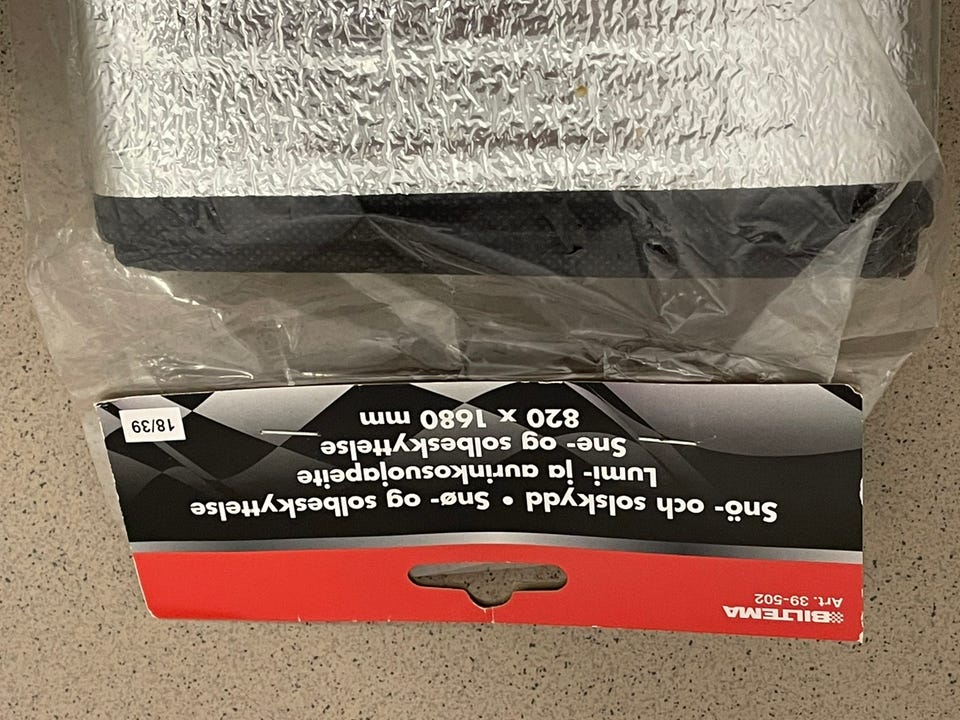 BILTEMA
Art. 39-502
Snö- och solskydd • Snø- og solbeskyttelse
Lumi- ja aurinkosuojapeite
Sne- og solbeskyttelse
820 x 1680 mm
18/39